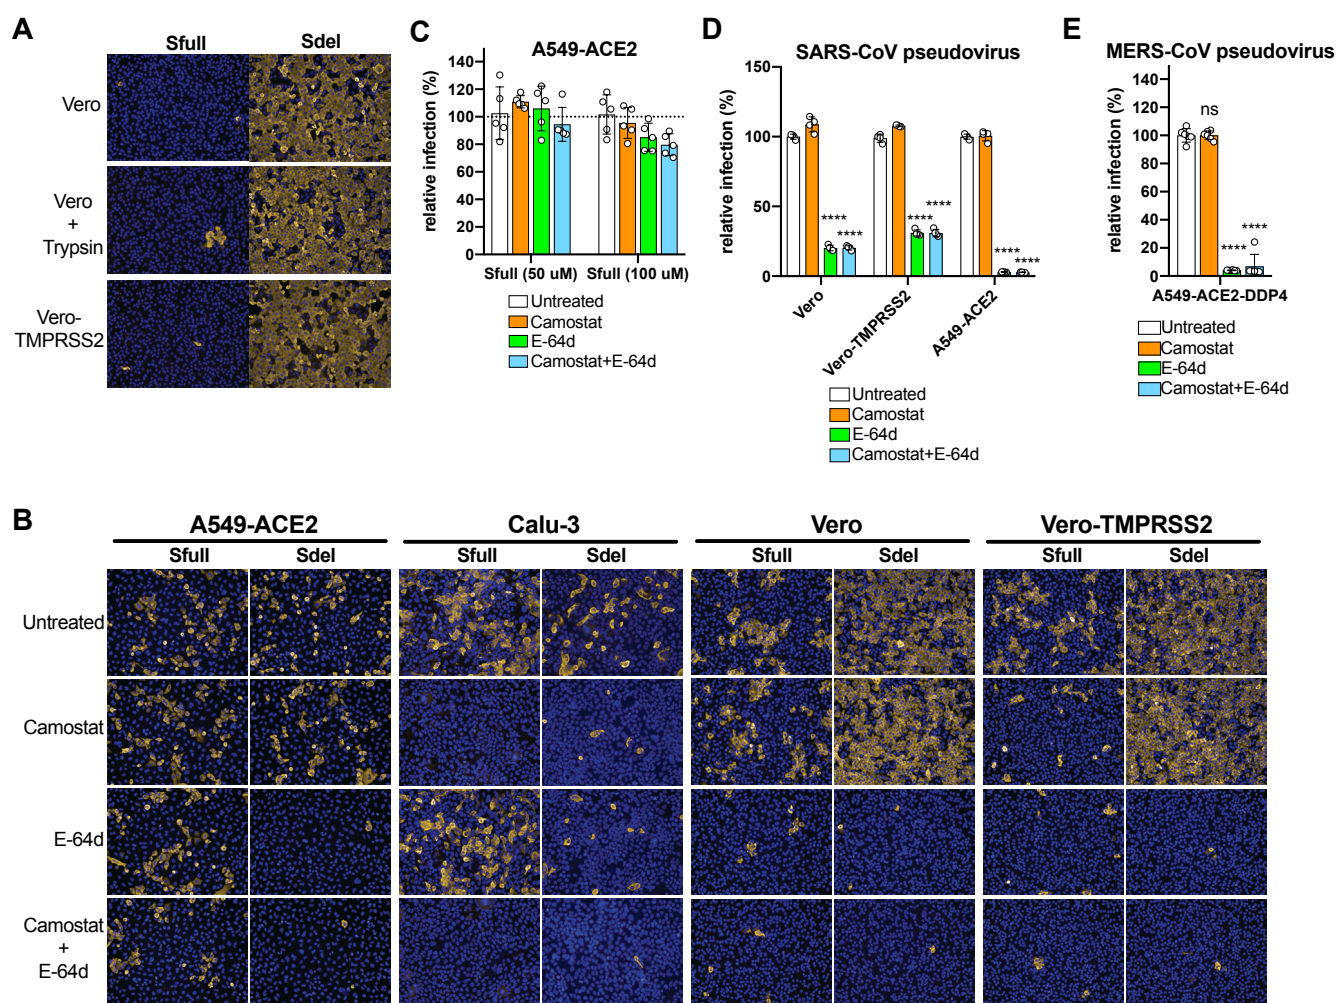 A
Sfull Sdel
Vero
Vero
+
Trypsin
Vero-
TMPRSS2
C
A549-ACE2
relative infection (%)
140
120
100
80
60
40
20
0
Sfull (50 uM) Sfull (100 uM)
Untreated
Camostat
E-64d
Camostat+E-64d
D
SARS-CoV pseudovirus
relative infection (%)
150
100
50
0
**** ****
**** ****
**** ****
Vero
Vero-TMPRSS2
A549-ACE2
Untreated
Camostat
E-64d
Camostat+E-64d
E
MERS-CoV pseudovirus
relative infection (%)
140
120
100
80
60
40
20
0
ns
**** ****
A549-ACE2-DDP4
Untreated
Camostat
E-64d
Camostat+E-64d
B
A549-ACE2 Calu-3 Vero Vero-TMPRSS2
Sfull Sdel Sfull Sdel Sfull Sdel Sfull Sdel
Untreated
Camostat
E-64d
Camostat
+
E-64d